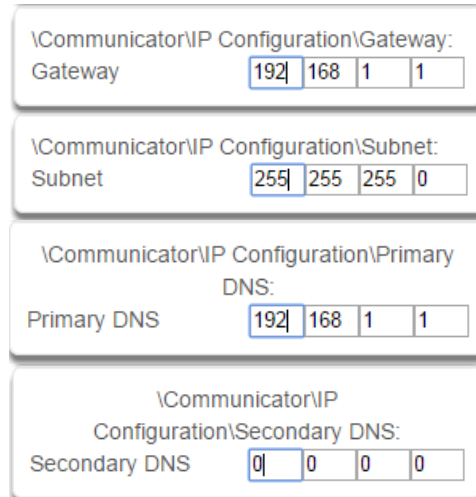 \Communicator\IP Configuration\Gateway:
Gateway 192 168 1 1
\Communicator\IP Configuration\Subnet:
Subnet 255 255 255 0
\Communicator\IP Configuration\Primary
DNS:
Primary DNS 192 168 1 1
\Communicator\IP
Configuration\Secondary DNS:
Secondary DNS 0 0 0 0